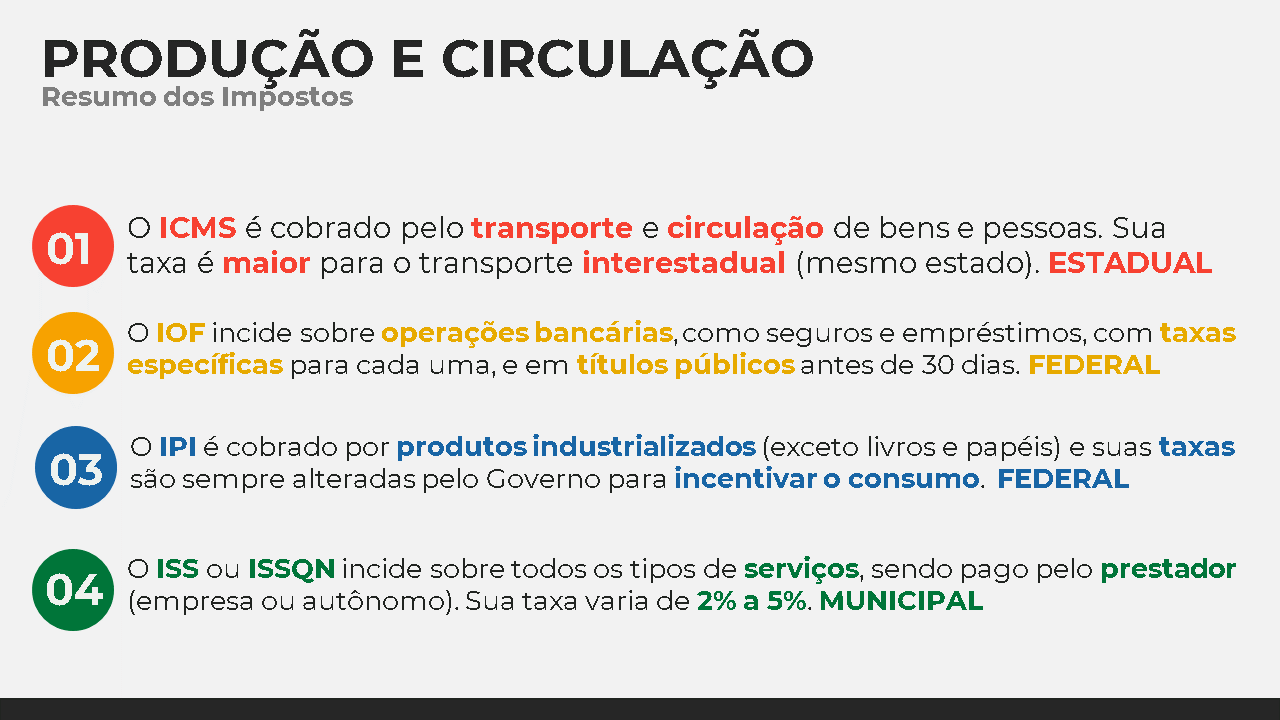 PRODUÇÃO E CIRCULAÇÃO
Resumo dos Impostos
01
O ICMS é cobrado pelo transporte e circulação de bens e pessoas. Sua
taxa é maior para o transporte interestadual (mesmo estado). ESTADUAL
02
O IOF incide sobre operações bancárias, como seguros e empréstimos, com taxas
específicas para cada uma, e em títulos públicos antes de 30 dias. FEDERAL
03
O IPI é cobrado por produtos industrializados (exceto livros e papéis) e suas taxas
são sempre alteradas pelo Governo para incentivar o consumo. FEDERAL
04
O ISS ou ISSQN incide sobre todos os tipos de serviços, sendo pago pelo prestador
(empresa ou autônomo). Sua taxa varia de 2% a 5%. MUNICIPAL